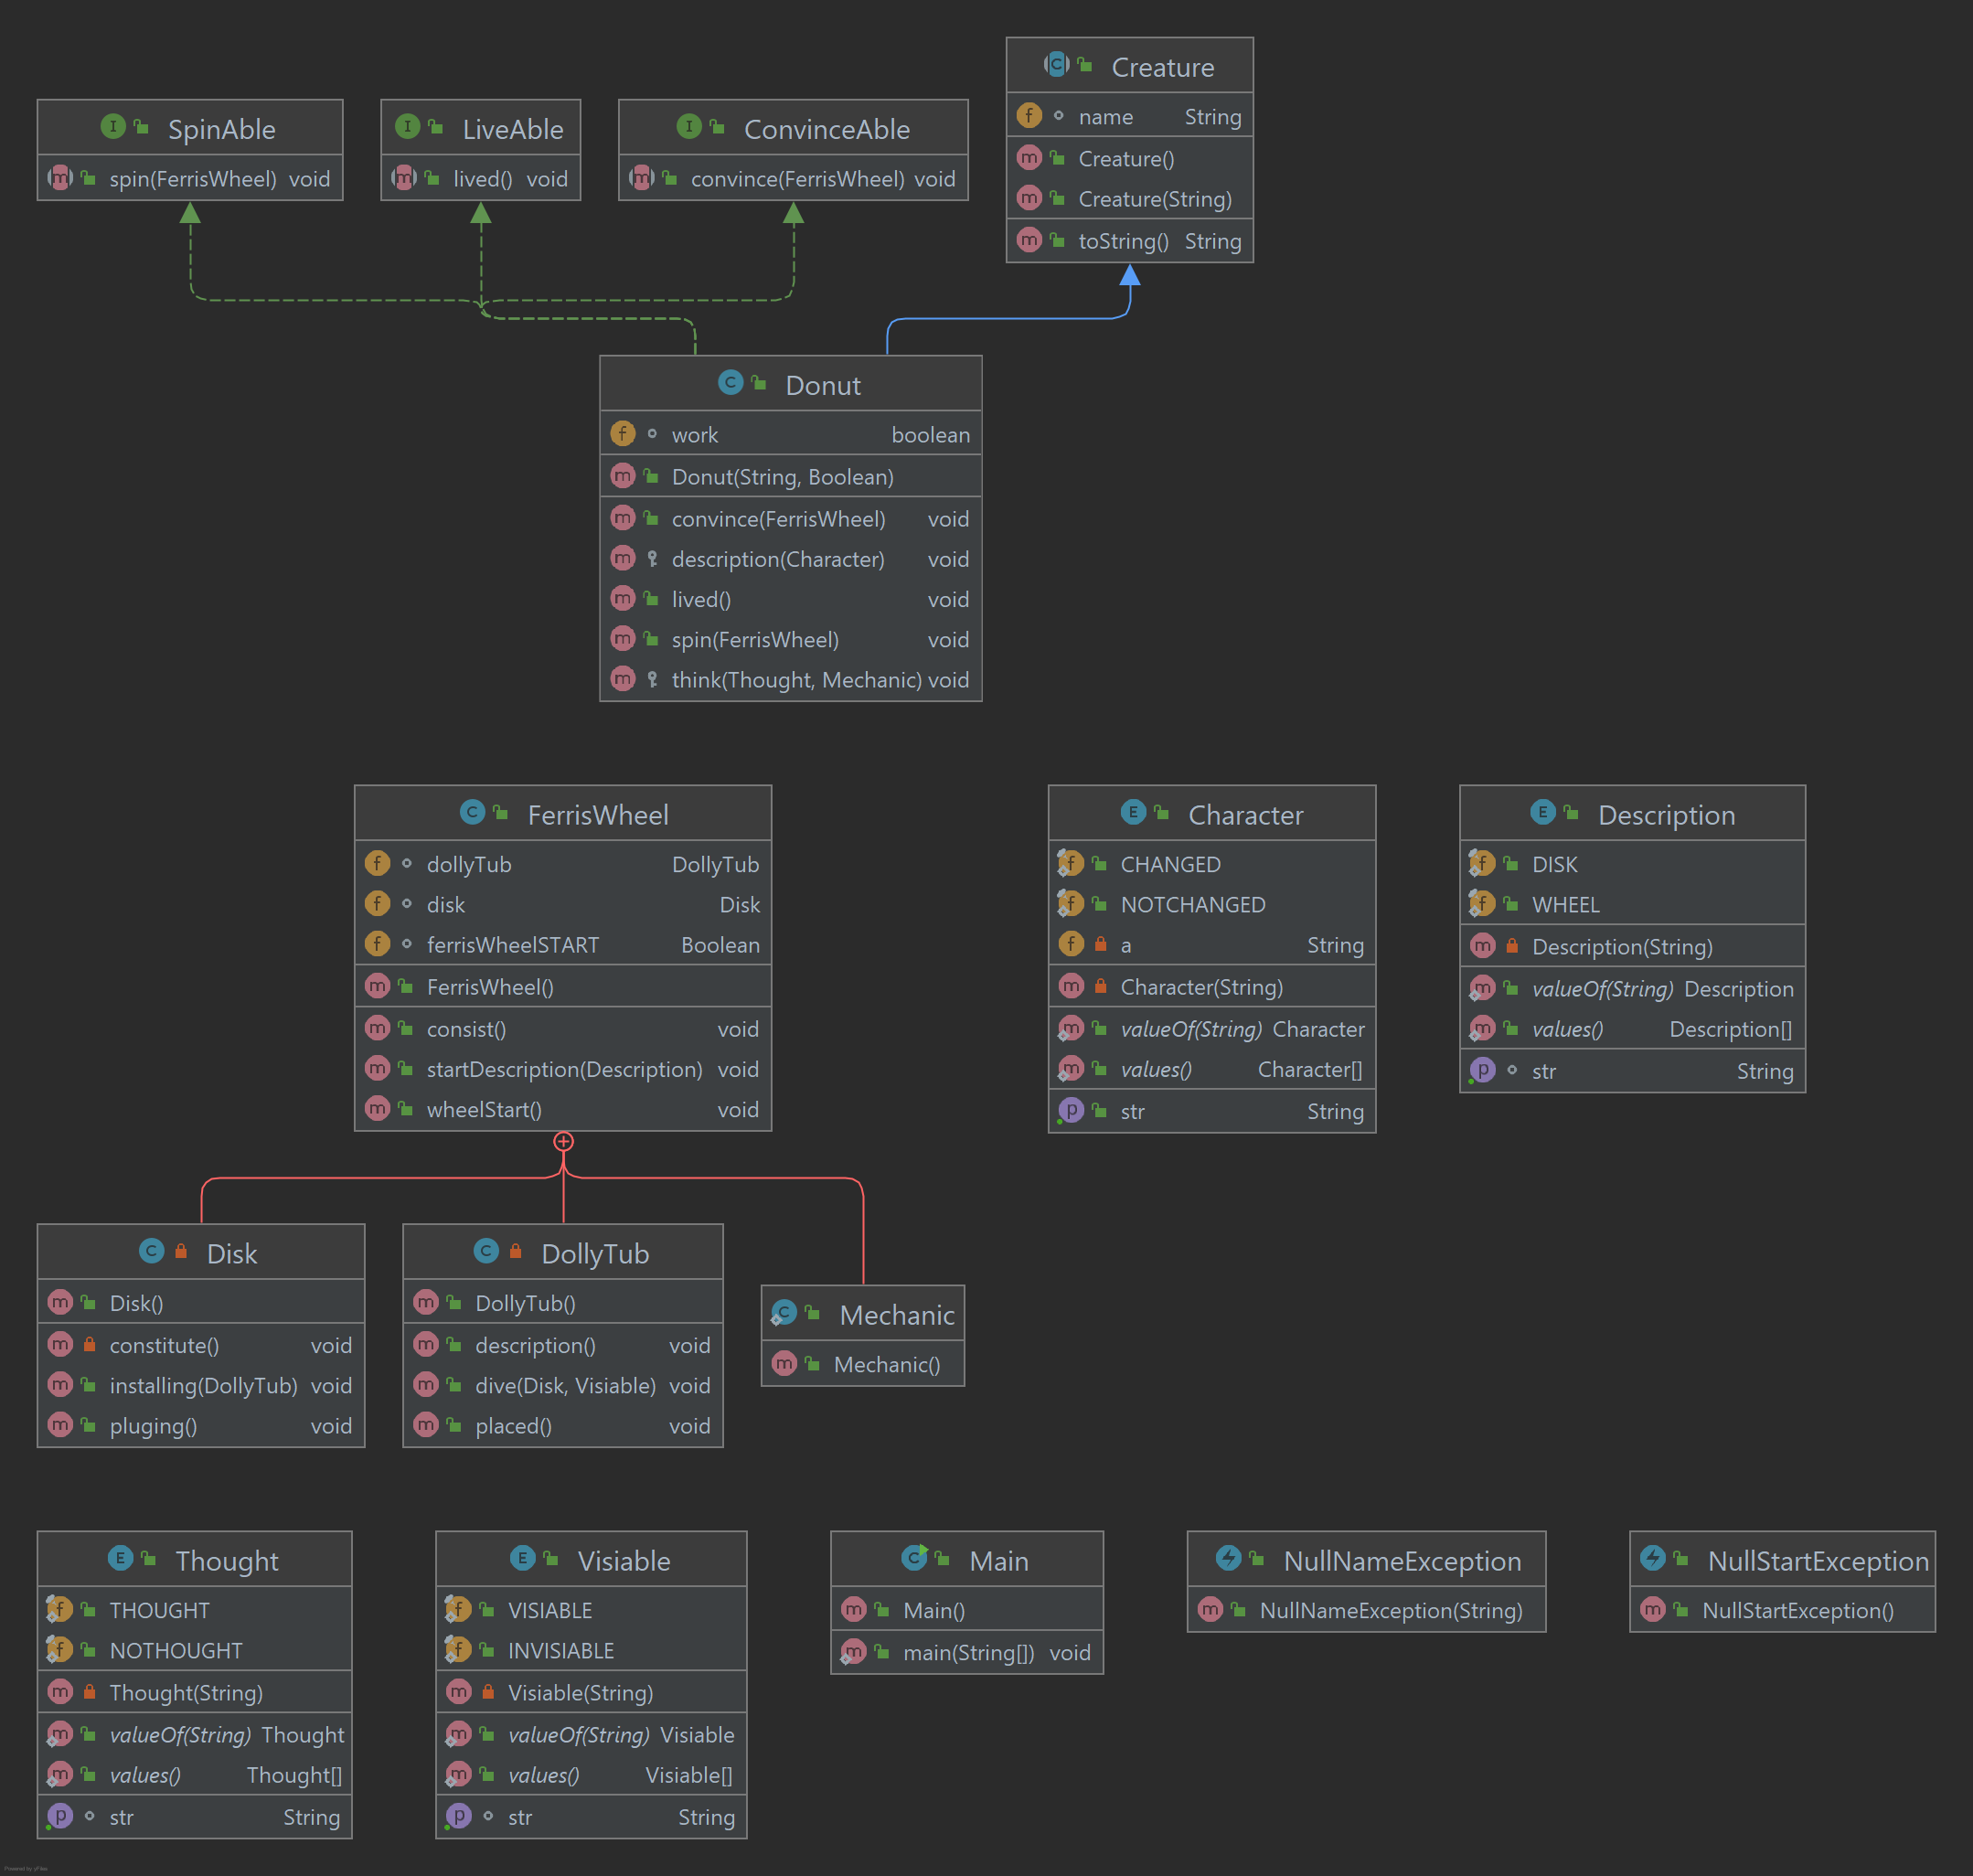 Creature
name String
Creature()
Creature(String)
toString() String
SpinAble
spin(FerrisWheel) void
LiveAble
lived() void
ConvinceAble
convince(FerrisWheel) void
Donut
work boolean
Donut(String, Boolean)
convince(FerrisWheel) void
description(Character) void
lived() void
spin(FerrisWheel) void
think(Thought, Mechanic) void
FerrisWheel
dollyTub DollyTub
disk Disk
ferrisWheelSTART Boolean
FerrisWheel()
consist() void
startDescription(Description) void
wheelStart() void
Character
CHANGED
NOTCHANGED
a String
Character(String)
valueOf(String) Character
values() Character[]
str String
Description
DISK
WHEEL
Description(String)
valueOf(String) Description
values() Description[]
str String
Disk
Disk()
constitute() void
installing(DollyTub) void
pluging() void
DollyTub
DollyTub()
description() void
dive(Disk, Visiable) void
placed() void
Mechanic
Mechanic()
Thought
THOUGHT
NOTHOUGHT
Thought(String)
valueOf(String) Thought
values() Thought[]
str String
Visiable
VISIABLE
INVISIABLE
Visiable(String)
valueOf(String) Visiable
values() Visiable[]
str String
Main
Main()
main(String[]) void
NullNameException
NullNameException(String)
NullStartException
NullStartException()
Powered by yFiles